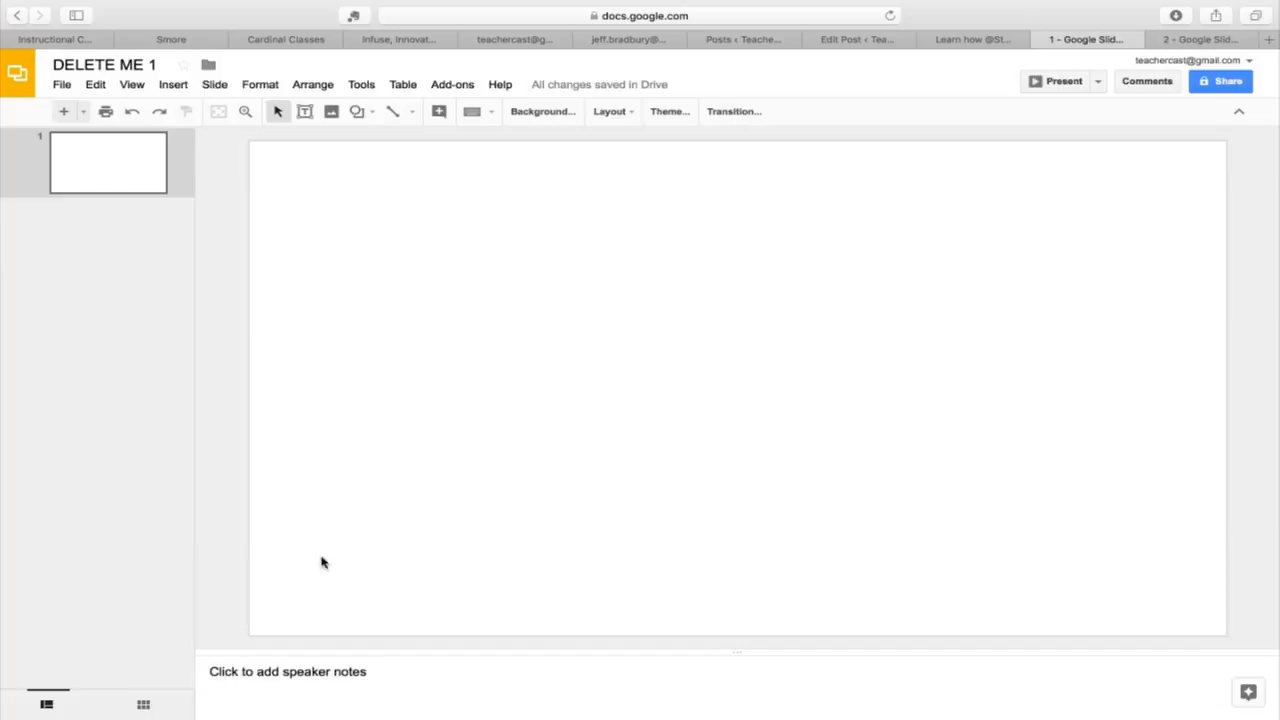 docs.google.com
Instructional C...
Smore
Cardinal Classes
Infuse, Innovat...
teachercast@g...
jeff.bradbury@...
Posts ‹ Teache...
Edit Post ‹ Tea...
Learn how @St...
1 - Google Slid...
2 - Google Slid...
DELETE ME 1
teachercast@gmail.com
File Edit View Insert Slide Format Arrange Tools Table Add-ons Help All changes saved in Drive
Present
Comments
Share
Background...
Layout
Theme...
Transition...
1
Click to add speaker notes